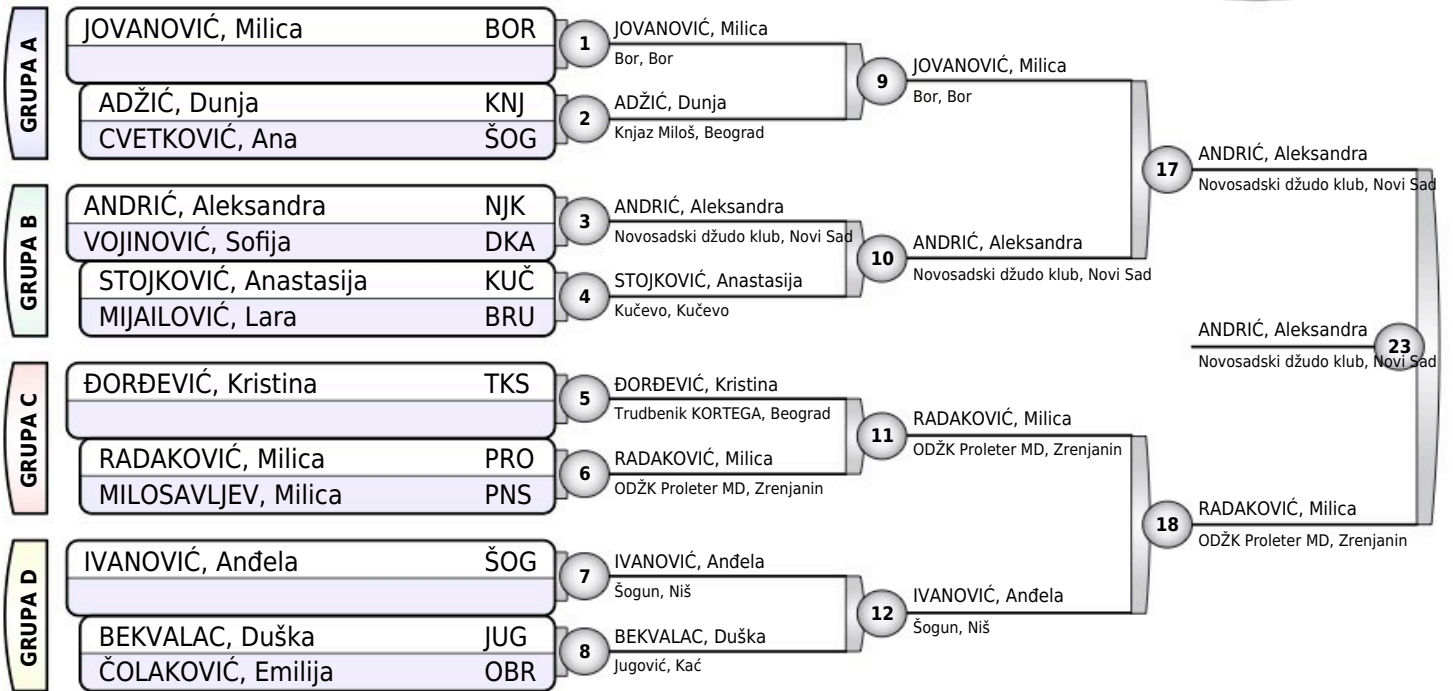 GRUPA A
JOVANOVIĆ, Milica BOR
ADŽIĆ, Dunja KNJ
CVETKOVIĆ, Ana ŠOG
GRUPA B
ANDRIĆ, Aleksandra NJK
VOJINOVIĆ, Sofija DKA
STOJKOVIĆ, Anastasija KUČ
MIJAILOVIĆ, Lara BRU
GRUPA C
ĐORĐEVIĆ, Kristina TKS
RADAKOVIĆ, Milica PRO
MILOSAVLJEV, Milica PNS
GRUPA D
IVANOVIĆ, Anđela ŠOG
BEKVALAC, Duška JUG
ČOLAKOVIĆ, Emilija OBR
1
JOVANOVIĆ, Milica
Bor, Bor
2
ADŽIĆ, Dunja
Knjaz Miloš, Beograd
3
ANDRIĆ, Aleksandra
Novosadski džudo klub, Novi Sad
4
STOJKOVIĆ, Anastasija
Kučevo, Kučevo
5
ĐORĐEVIĆ, Kristina
Trudbenik KORTEGA, Beograd
6
RADAKOVIĆ, Milica
ODŽK Proleter MD, Zrenjanin
7
IVANOVIĆ, Anđela
Šogun, Niš
8
BEKVALAC, Duška
Jugović, Kać
9
JOVANOVIĆ, Milica
Bor, Bor
10
ANDRIĆ, Aleksandra
Novosadski džudo klub, Novi Sad
11
RADAKOVIĆ, Milica
ODŽK Proleter MD, Zrenjanin
12
IVANOVIĆ, Anđela
Šogun, Niš
17
ANDRIĆ, Aleksandra
Novosadski džudo klub, Novi Sad
18
RADAKOVIĆ, Milica
ODŽK Proleter MD, Zrenjanin
23
ANDRIĆ, Aleksandra
Novosadski džudo klub, Novi Sad